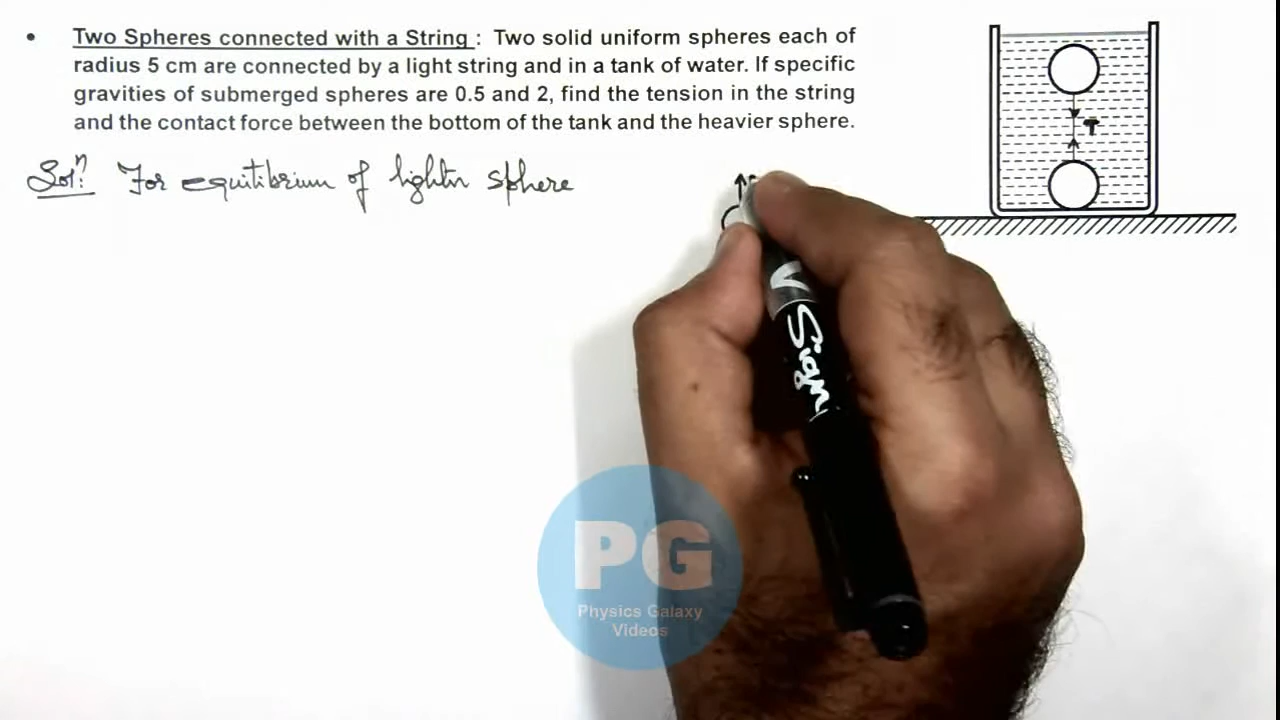 • Two Spheres connected with a String : Two solid uniform spheres each of
radius 5 cm are connected by a light string and in a tank of water. If specific
gravities of submerged spheres are 0.5 and 2, find the tension in the string
and the contact force between the bottom of the tank and the heavier sphere.
T
Solⁿ. For equilibrium of lighter sphere
V Sign
PG
Physics Galaxy
Videos